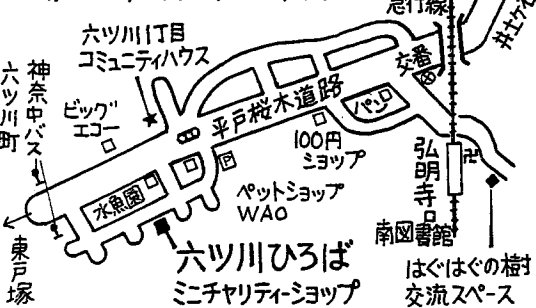 急行線
井土ヶ谷
六ツ川1丁目
コミュニティハウス
交番
神奈中バス
六ツ川町
ビッグ
エコー
平戸桜木道路
パン
100円
ショップ
P
弘明寺
卍
水魚園
ペットショップ
WAO
南図書館
東戸塚
六ツ川ひろば
ミニチャリティーショップ
はぐはぐの樹
交流スペース